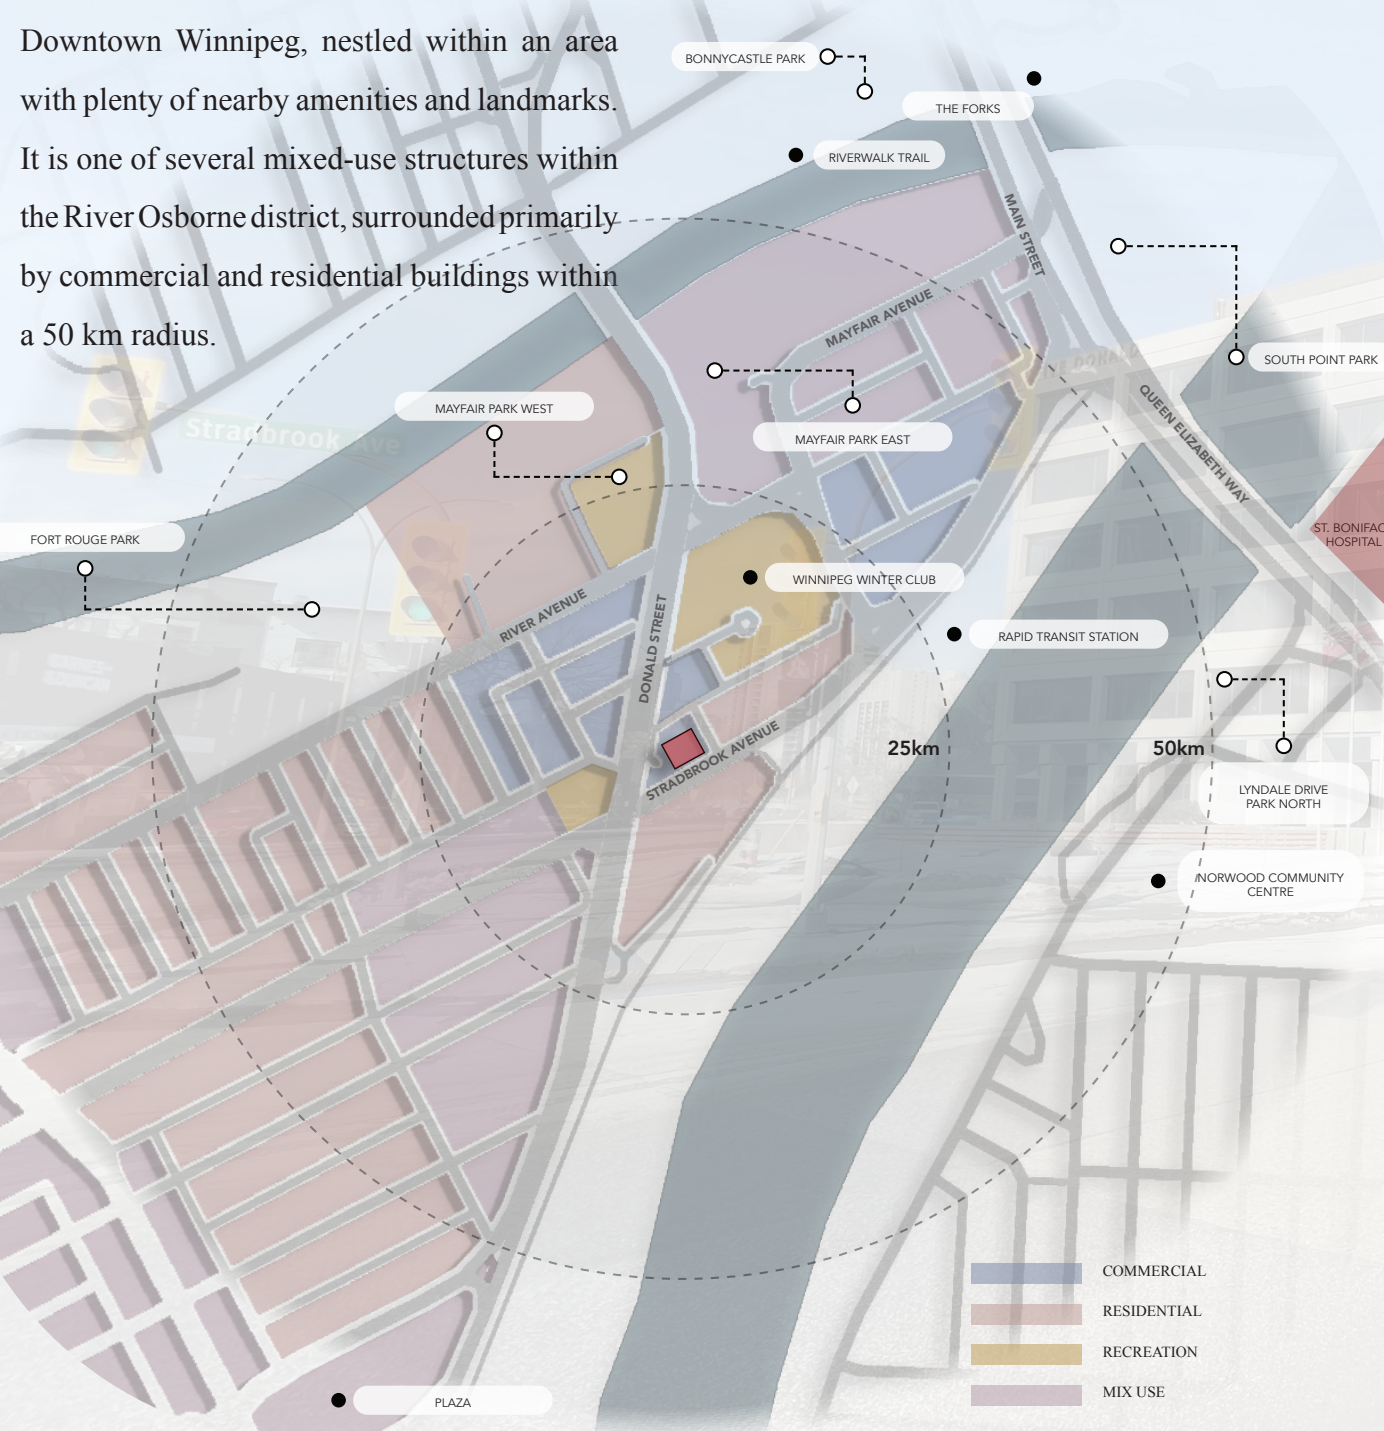 Downtown Winnipeg, nestled within an area
with plenty of nearby amenities and landmarks.
It is one of several mixed-use structures within
the River Osborne district, surrounded primarily
by commercial and residential buildings within
a 50 km radius.
BONNYCASTLE PARK
THE FORKS
RIVERWALK TRAIL
MAIN STREET
MAYFAIR AVENUE
SOUTH POINT PARK
QUEEN ELIZABETH WAY
MAYFAIR PARK WEST
MAYFAIR PARK EAST
Stradbrook Ave
DONALD
FORT ROUGE PARK
ST. BONIFAC
HOSPITAL
WINNIPEG WINTER CLUB
RIVER AVENUE
DONALD STREET
RAPID TRANSIT STATION
STRADBROOK AVENUE
25km
50km
LYNDALE DRIVE
PARK NORTH
NORWOOD COMMUNITY
CENTRE
COMMERCIAL
RESIDENTIAL
RECREATION
MIX USE
PLAZA